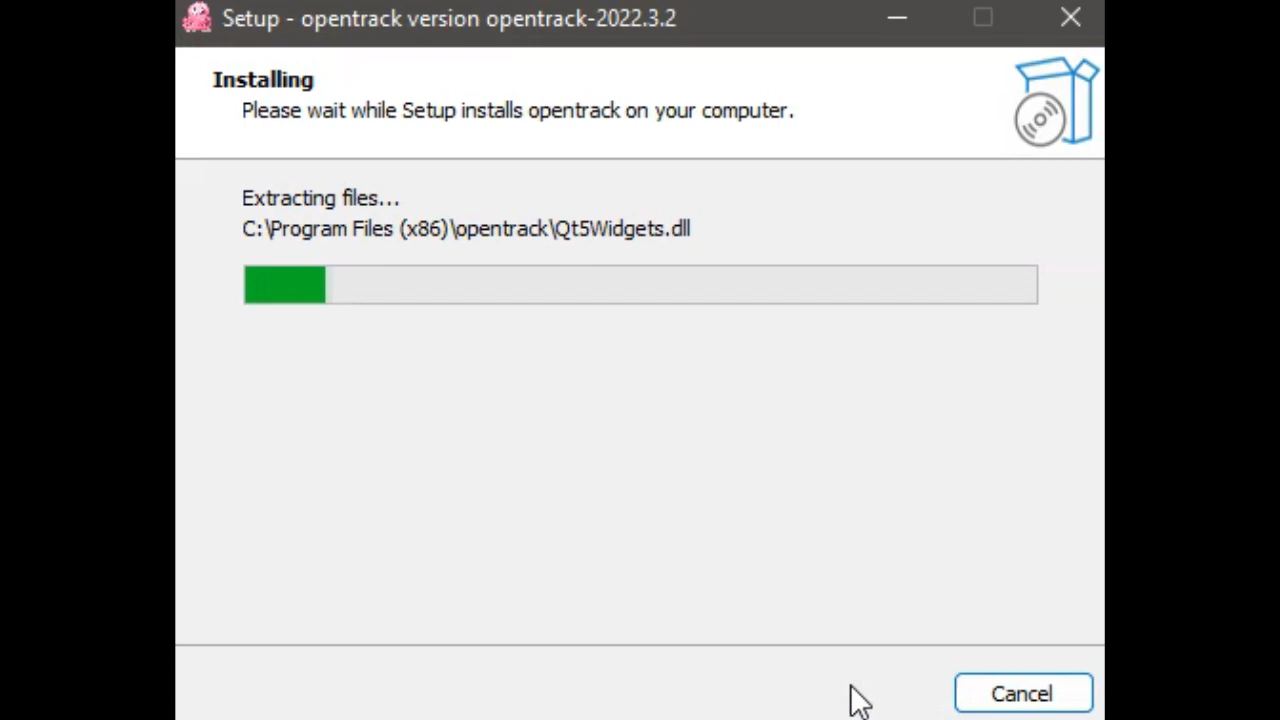 Setup - opentrack version opentrack-2022.3.2
Installing
Please wait while Setup installs opentrack on your computer.
Extracting files...
C:\Program Files (x86)\opentrack\Qt5Widgets.dll
Cancel